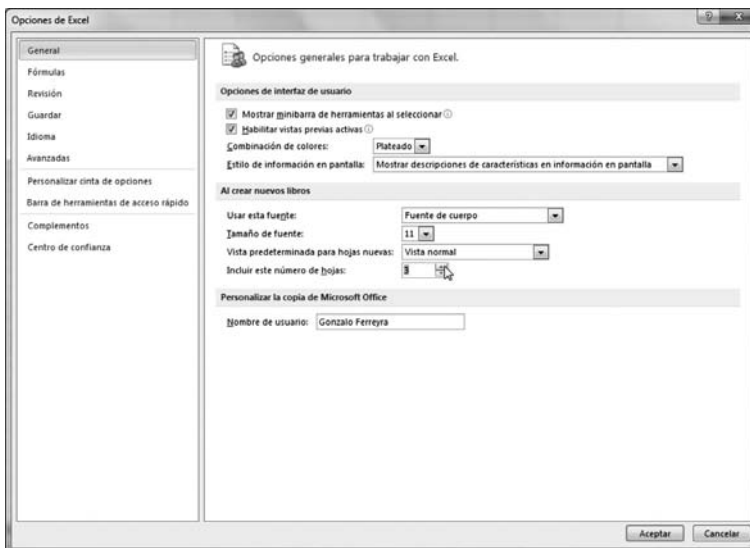 Opciones de Excel
General
Fórmulas
Revisión
Guardar
Idioma
Avanzadas
Personalizar cinta de opciones
Barra de herramientas de acceso rápido
Complementos
Centro de confianza
Opciones generales para trabajar con Excel.
Opciones de interfaz de usuario
Mostrar minibarra de herramientas al seleccionar
Habilitar vistas previas activas
Combinación de colores: Plateado
Estilo de información en pantalla: Mostrar descripciones de características en información en pantalla
Al crear nuevos libros
Usar esta fuente: Fuente de cuerpo
Tamaño de fuente: 11
Vista predeterminada para hojas nuevas: Vista normal
Incluir este número de hojas: 3
Personalizar la copia de Microsoft Office
Nombre de usuario: Gonzalo Ferreyra
Aceptar Cancelar